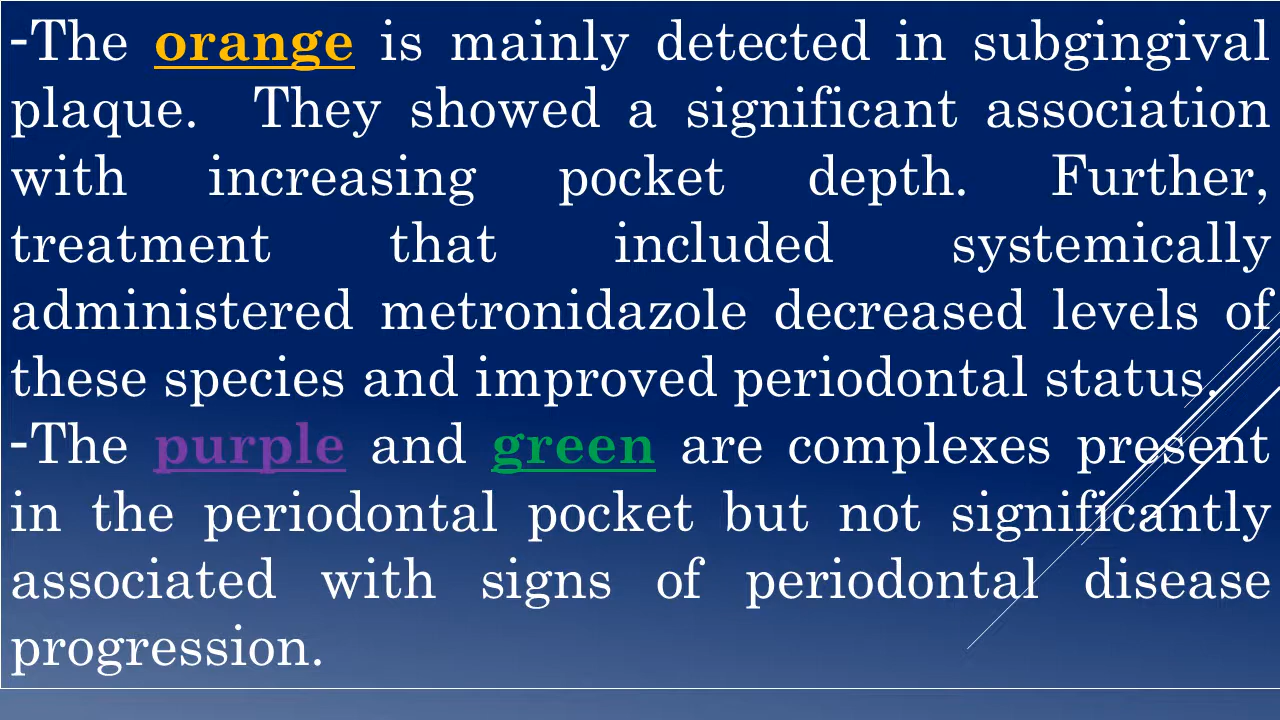 -The orange is mainly detected in subgingival
plaque. They showed a significant association
with increasing pocket depth. Further,
treatment that included systemically
administered metronidazole decreased levels of
these species and improved periodontal status.
-The purple and green are complexes present
in the periodontal pocket but not significantly
associated with signs of periodontal disease
progression.